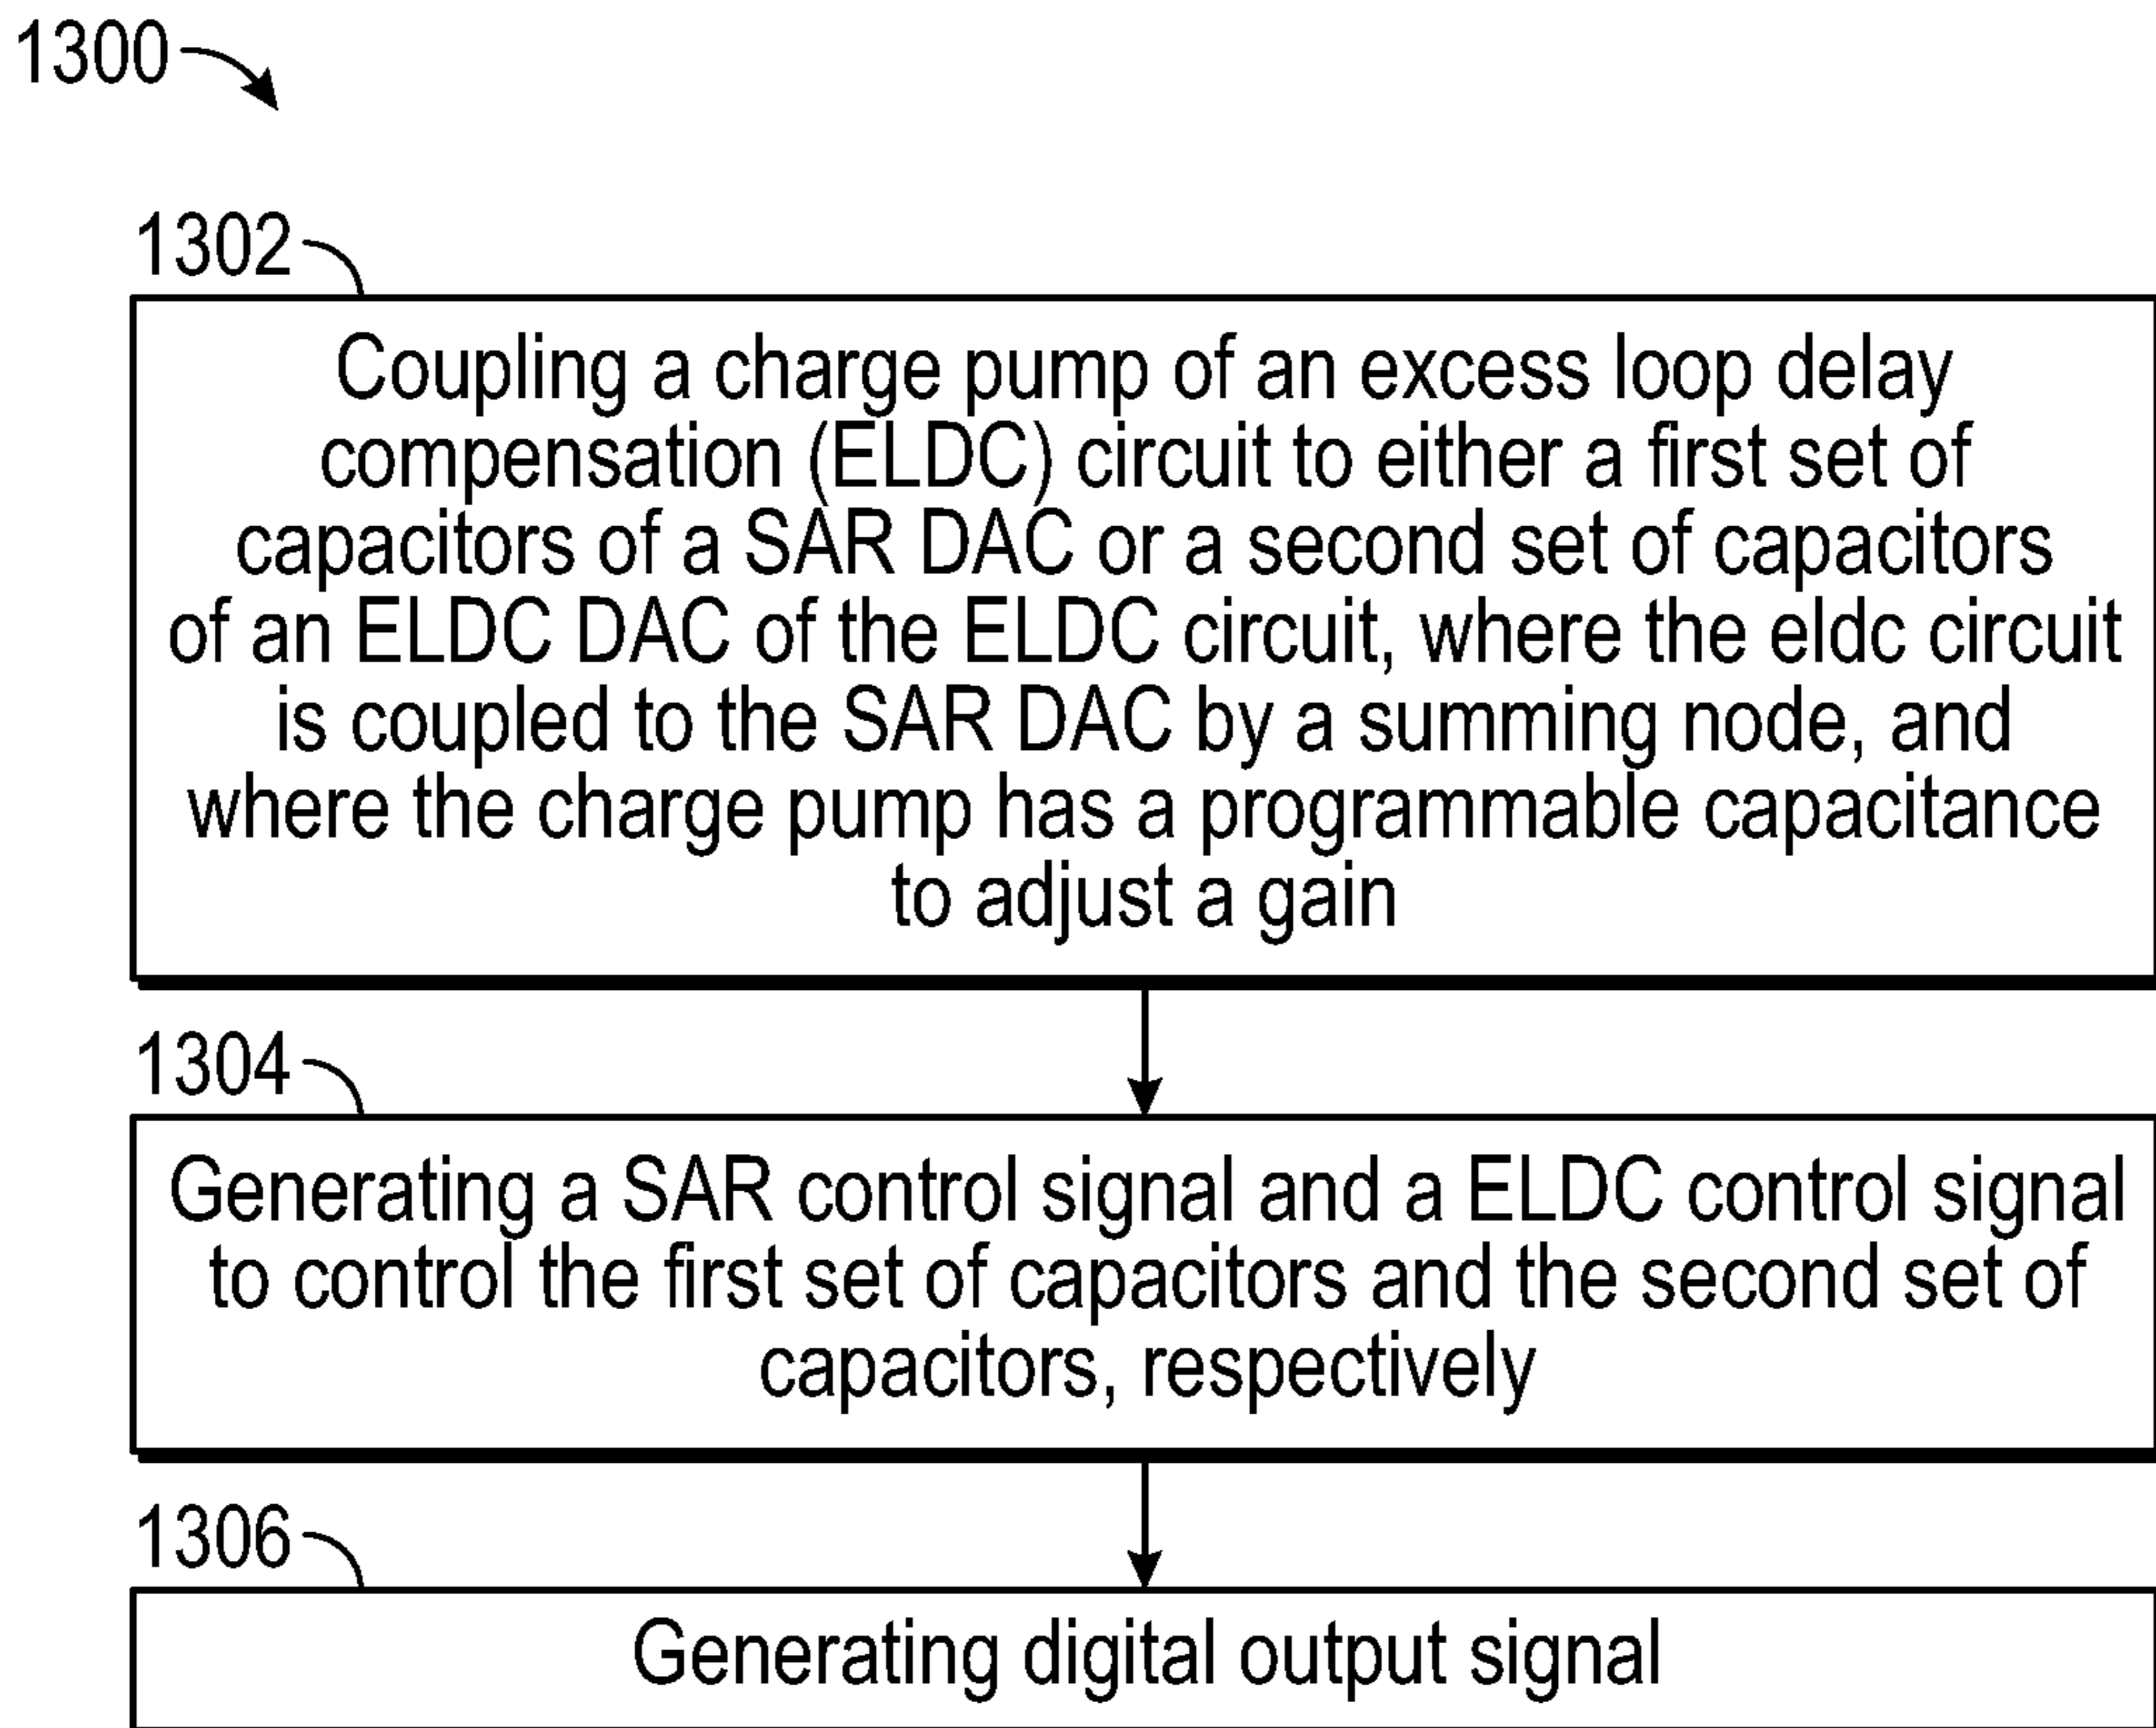 1300
1302
Coupling a charge pump of an excess loop delay
compensation (ELDC) circuit to either a first set of
capacitors of a SAR DAC or a second set of capacitors
of an ELDC DAC of the ELDC circuit, where the eldc circuit
is coupled to the SAR DAC by a summing node, and
where the charge pump has a programmable capacitance
to adjust a gain
1304
Generating a SAR control signal and a ELDC control signal
to control the first set of capacitors and the second set of
capacitors, respectively
1306
Generating digital output signal